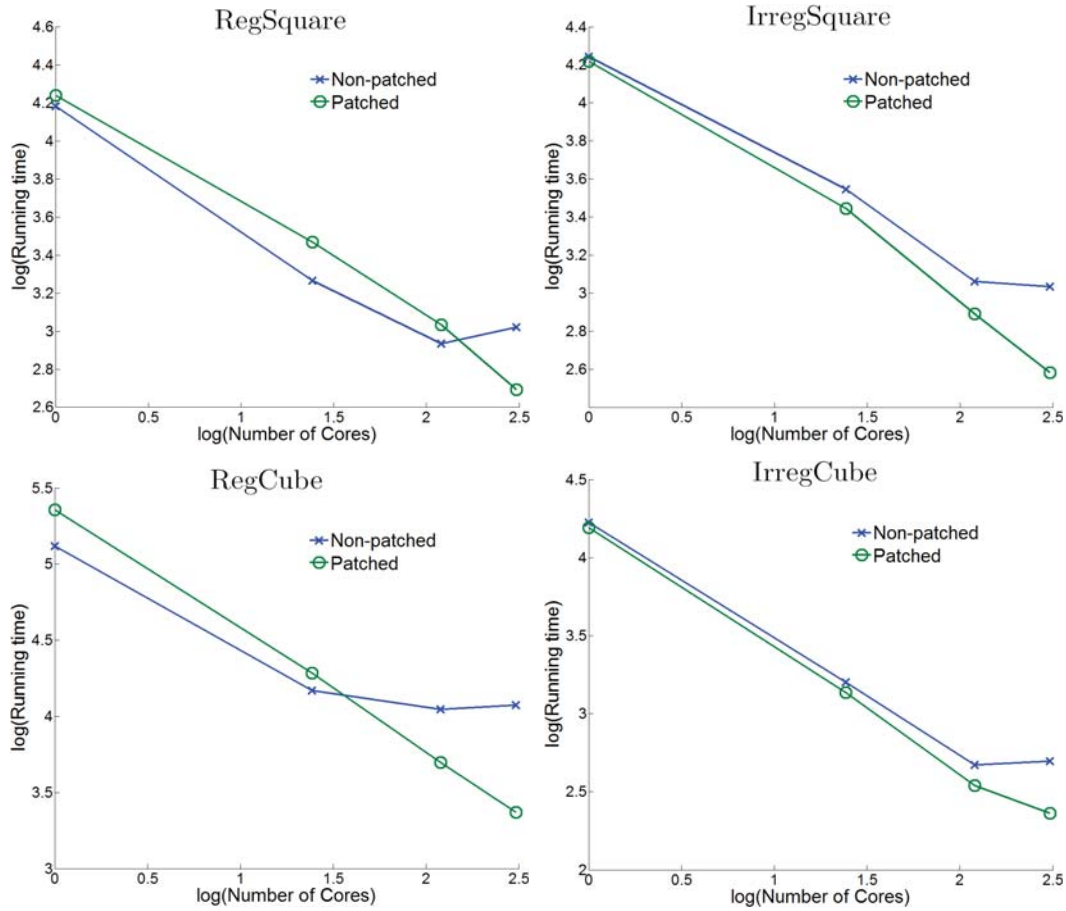 RegSquare
4.6
4.4
4.2
4
3.8
3.6
3.4
3.2
3
2.8
2.6
log(Running time)
Non-patched
Patched
0
0.5
1
1.5
2
2.5
log(Number of Cores)
IrregSquare
4.4
4.2
4
3.8
3.6
3.4
3.2
3
2.8
2.6
log(Running time)
Non-patched
Patched
0
0.5
1
1.5
2
2.5
log(Number of Cores)
RegCube
5.5
5
4.5
4
3.5
3
log(Running time)
Non-patched
Patched
0
0.5
1
1.5
2
2.5
log(Number of Cores)
IrregCube
4.5
4
3.5
3
2.5
2
log(Running time)
Non-patched
Patched
0
0.5
1
1.5
2
2.5
log(Number of Cores)